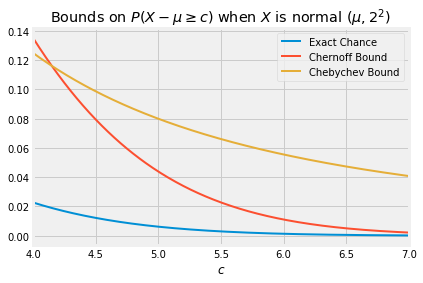 Bounds on P(X − μ ≥ c) when X is normal (μ, 2²)
0.14
0.12
0.10
0.08
0.06
0.04
0.02
0.00
Exact Chance
Chernoff Bound
Chebychev Bound
4.0 4.5 5.0 5.5 6.0 6.5 7.0
c